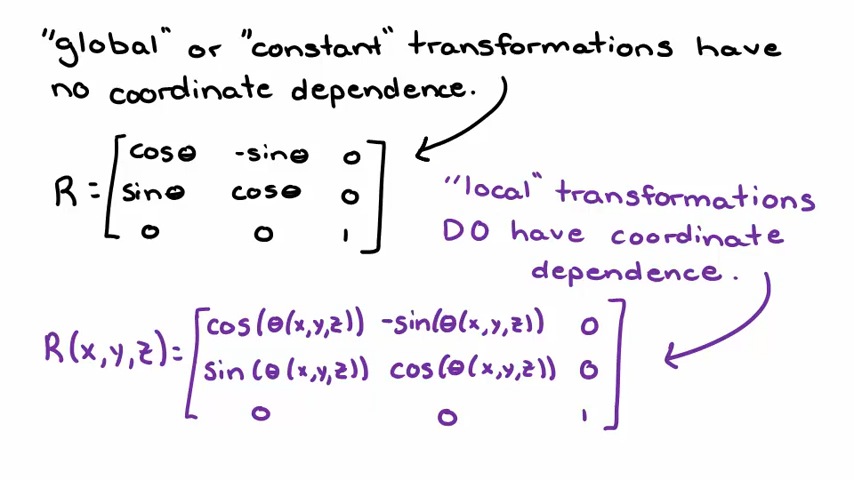 "global" or "constant" transformations have
no coordinate dependence.
R = [cosθ -sinθ 0
sinθ cosθ 0
0 0 1]
"local" transformations
DO have coordinate
dependence.
R(x,y,z) = [cos(θ(x,y,z)) -sin(θ(x,y,z)) 0
sin(θ(x,y,z)) cos(θ(x,y,z)) 0
0 0 1]